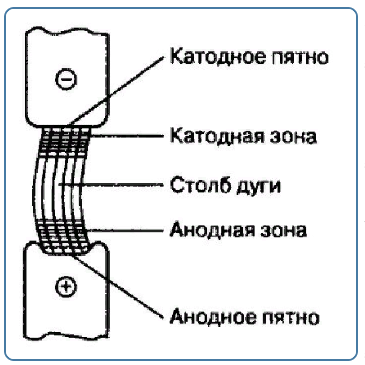 Катодное пятно
−
Катодная зона
Столб дуги
Анодная зона
+
Анодное пятно